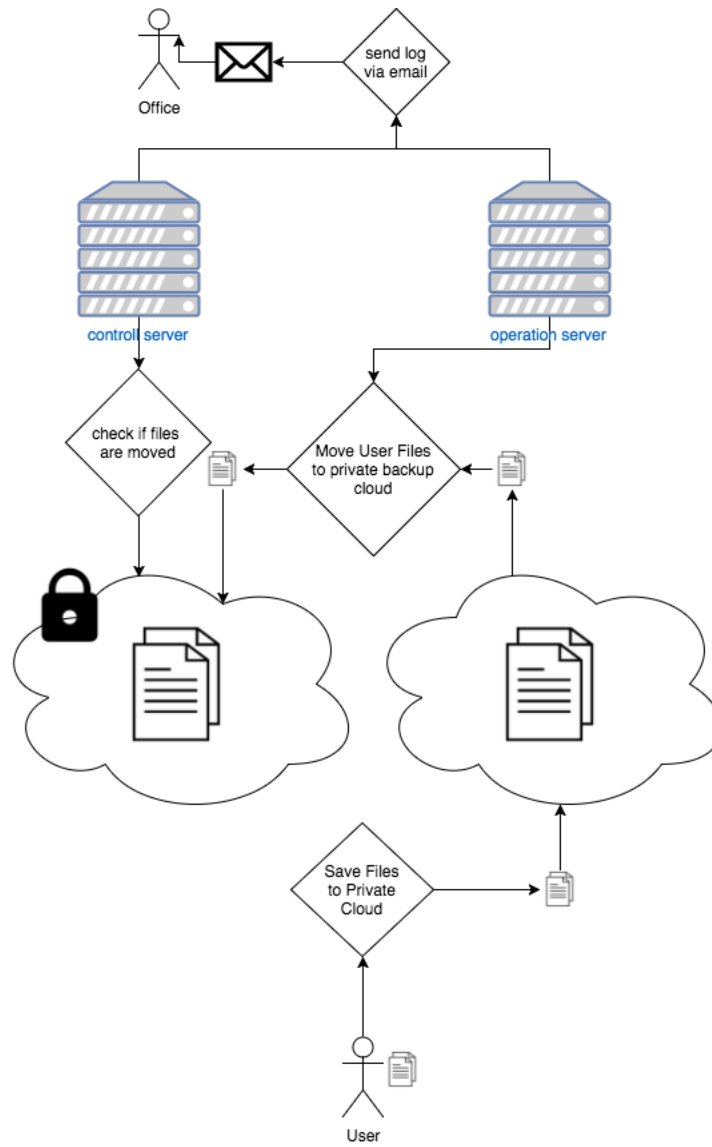 send log
via email
Office
controll server
operation server
check if files
are moved
Move User Files
to private backup
cloud
Save Files
to Private
Cloud
User